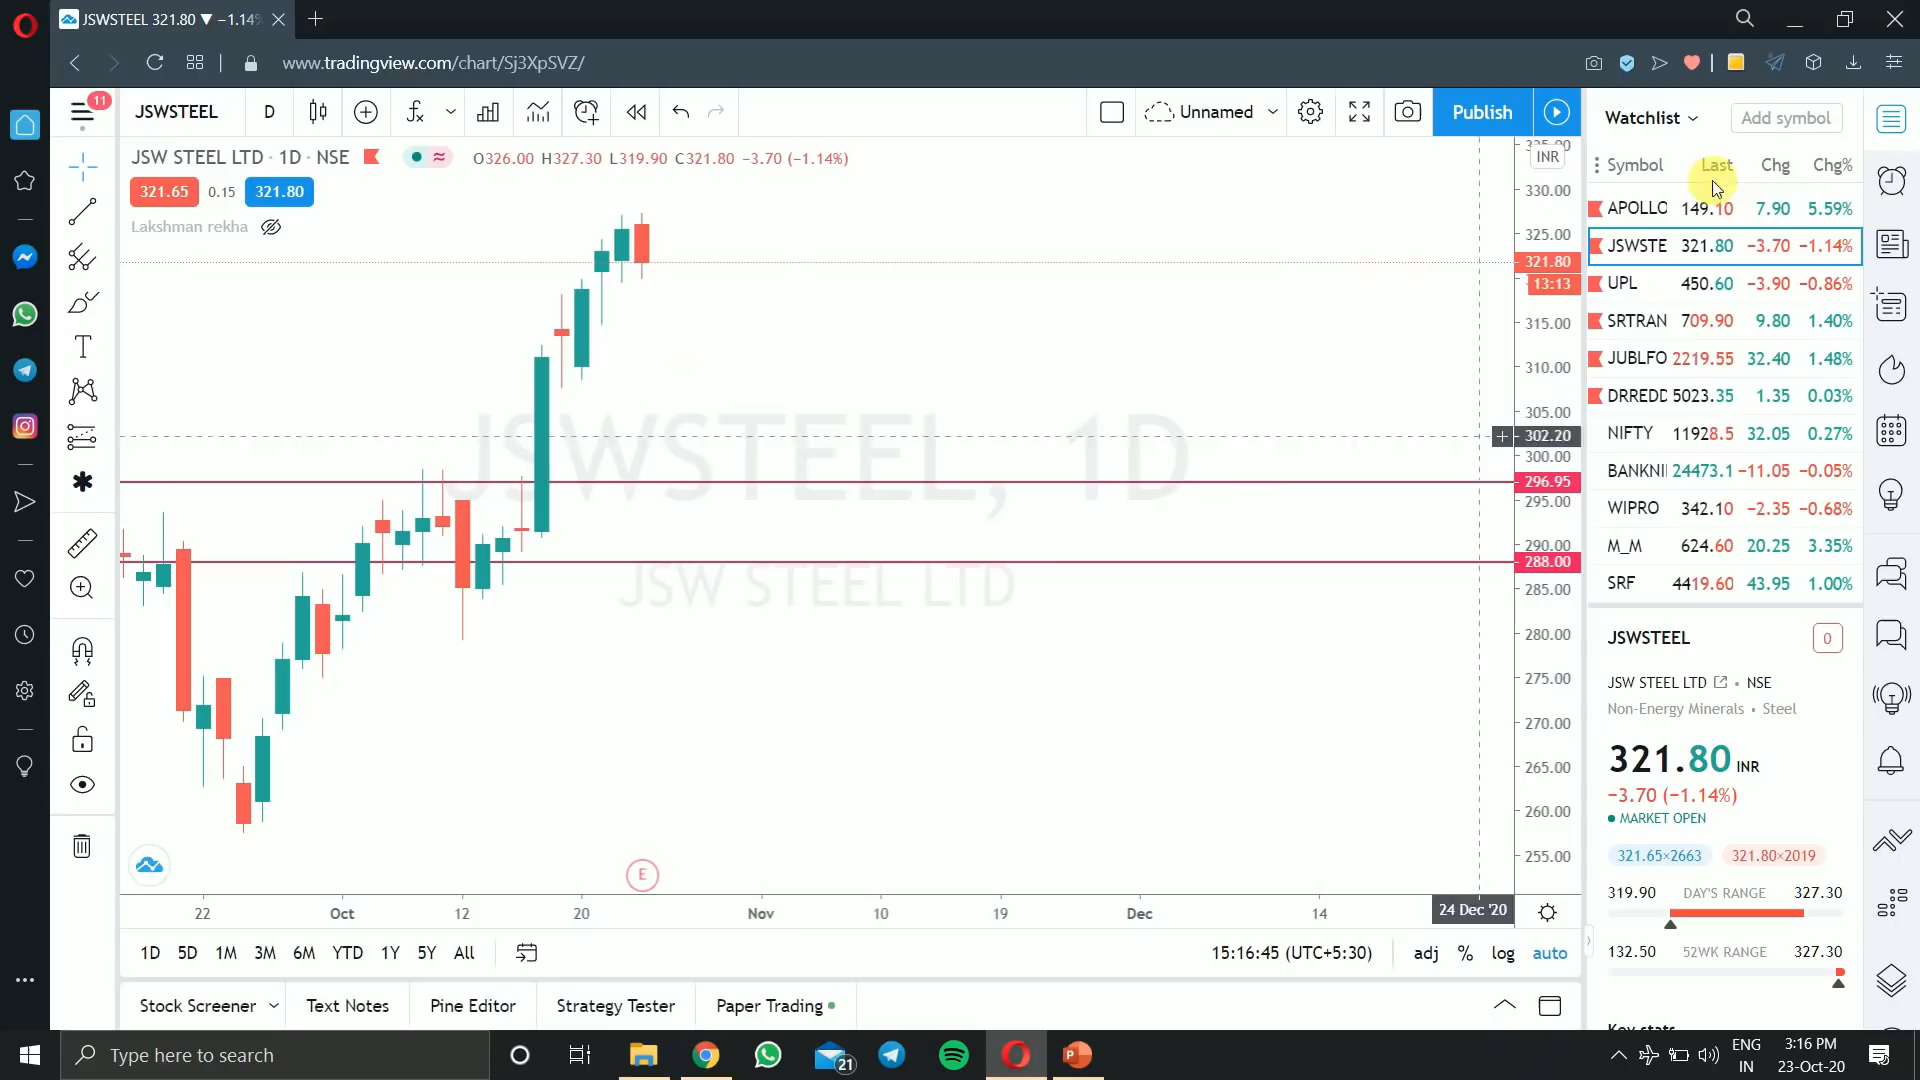 JSWSTEEL 321.80 ▼ −1.14%
www.tradingview.com/chart/Sj3XpSVZ/
11
JSWSTEEL D
Unnamed
Publish
Watchlist
Add symbol
JSW STEEL LTD · 1D · NSE
O326.00 H327.30 L319.90 C321.80 −3.70 (−1.14%)
321.65 0.15 321.80
Lakshman rekha
INR
Symbol Last Chg Chg%
APOLLO 149.10 7.90 5.59%
JSWSTE 321.80 −3.70 −1.14%
UPL 450.60 −3.90 −0.86%
SRTRAN 709.90 9.80 1.40%
JUBLFO 2219.55 32.40 1.48%
DRREDD 5023.35 1.35 0.03%
NIFTY 11928.5 32.05 0.27%
BANKNI 24473.1 −11.05 −0.05%
WIPRO 342.10 −2.35 −0.68%
M_M 624.60 20.25 3.35%
SRF 4419.60 43.95 1.00%
335.00
330.00
325.00
321.80
13:13
315.00
310.00
305.00
302.20
300.00
296.95
295.00
290.00
288.00
285.00
280.00
275.00
270.00
265.00
260.00
255.00
JSWSTEEL, 1D
JSW STEEL LTD
E
22 Oct 12 20 Nov 10 19 Dec 14 24 Dec '20
1D 5D 1M 3M 6M YTD 1Y 5Y All
15:16:45 (UTC+5:30)
adj % log auto
Stock Screener Text Notes Pine Editor Strategy Tester Paper Trading
JSWSTEEL
0
JSW STEEL LTD • NSE
Non-Energy Minerals • Steel
321.80 INR
−3.70 (−1.14%)
MARKET OPEN
321.65×2663 321.80×2019
319.90 DAY'S RANGE 327.30
132.50 52WK RANGE 327.30
Key stats
Type here to search
21
ENG
IN
3:16 PM
23-Oct-20